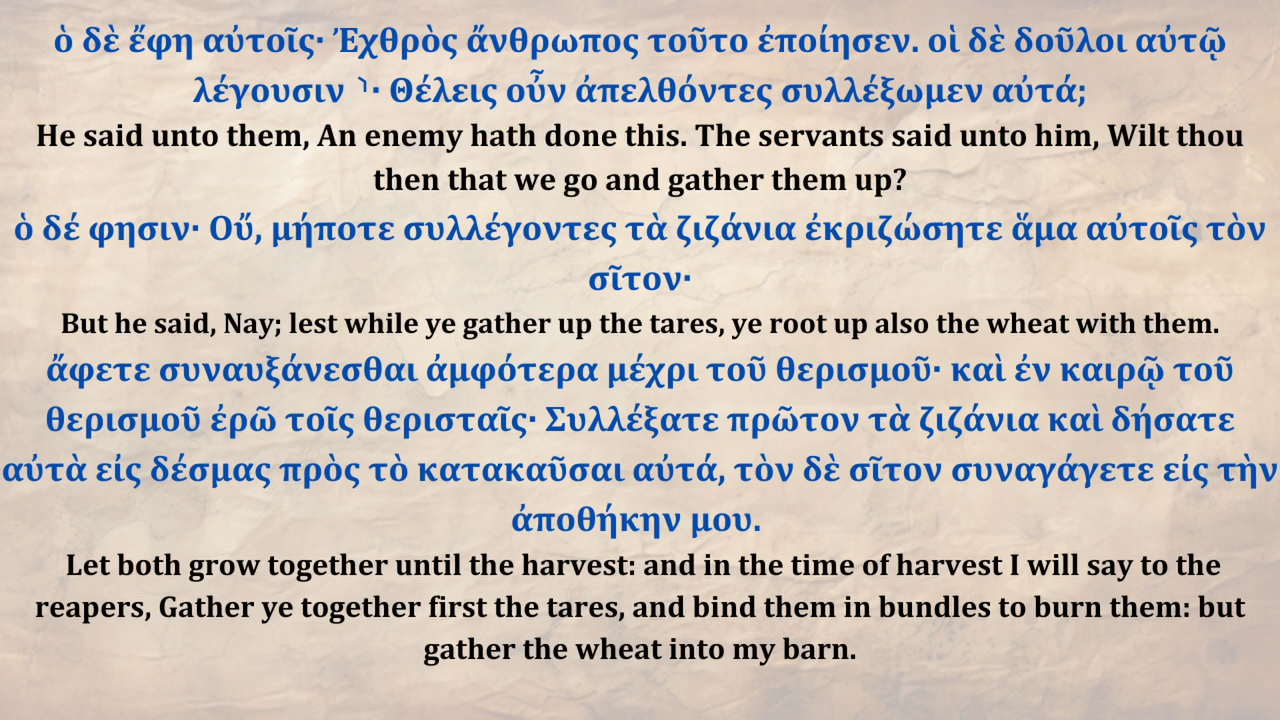 ὁ δὲ ἔφη αὐτοῖς· Ἐχθρὸς ἄνθρωπος τοῦτο ἐποίησεν. οἱ δὲ δοῦλοι αὐτῷ
λέγουσιν ⸃· Θέλεις οὖν ἀπελθόντες συλλέξωμεν αὐτά;
He said unto them, An enemy hath done this. The servants said unto him, Wilt thou
then that we go and gather them up?
ὁ δέ φησιν· Οὔ, μήποτε συλλέγοντες τὰ ζιζάνια ἐκριζώσητε ἅμα αὐτοῖς τὸν
σῖτον·
But he said, Nay; lest while ye gather up the tares, ye root up also the wheat with them.
ἄφετε συναυξάνεσθαι ἀμφότερα μέχρι τοῦ θερισμοῦ· καὶ ἐν καιρῷ τοῦ
θερισμοῦ ἐρῶ τοῖς θερισταῖς· Συλλέξατε πρῶτον τὰ ζιζάνια καὶ δήσατε
αὐτὰ εἰς δέσμας πρὸς τὸ κατακαῦσαι αὐτά, τὸν δὲ σῖτον συναγάγετε εἰς τὴν
ἀποθήκην μου.
Let both grow together until the harvest: and in the time of harvest I will say to the
reapers, Gather ye together first the tares, and bind them in bundles to burn them: but
gather the wheat into my barn.